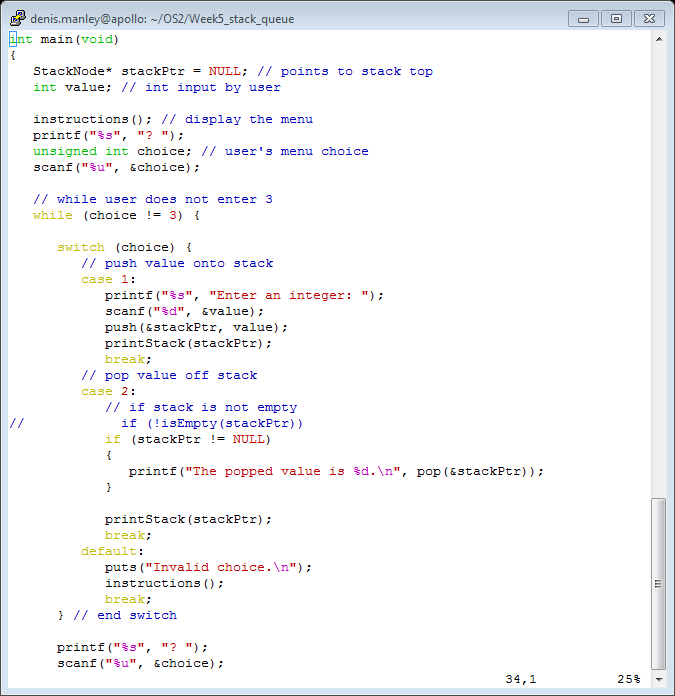 denis.manley@apollo: ~/OS2/Week5_stack_queue
int main(void)
{
   StackNode* stackPtr = NULL; // points to stack top
   int value; // int input by user

   instructions(); // display the menu
   printf("%s", "? ");
   unsigned int choice; // user's menu choice
   scanf("%u", &choice);

   // while user does not enter 3
   while (choice != 3) {

      switch (choice) {
         // push value onto stack
         case 1:
            printf("%s", "Enter an integer: ");
            scanf("%d", &value);
            push(&stackPtr, value);
            printStack(stackPtr);
            break;
         // pop value off stack
         case 2:
            // if stack is not empty
//            if (!isEmpty(stackPtr))
            if (stackPtr != NULL)
            {
               printf("The popped value is %d.\n", pop(&stackPtr));
            }

            printStack(stackPtr);
            break;
         default:
            puts("Invalid choice.\n");
            instructions();
            break;
      } // end switch

      printf("%s", "? ");
      scanf("%u", &choice);
34,1          25%